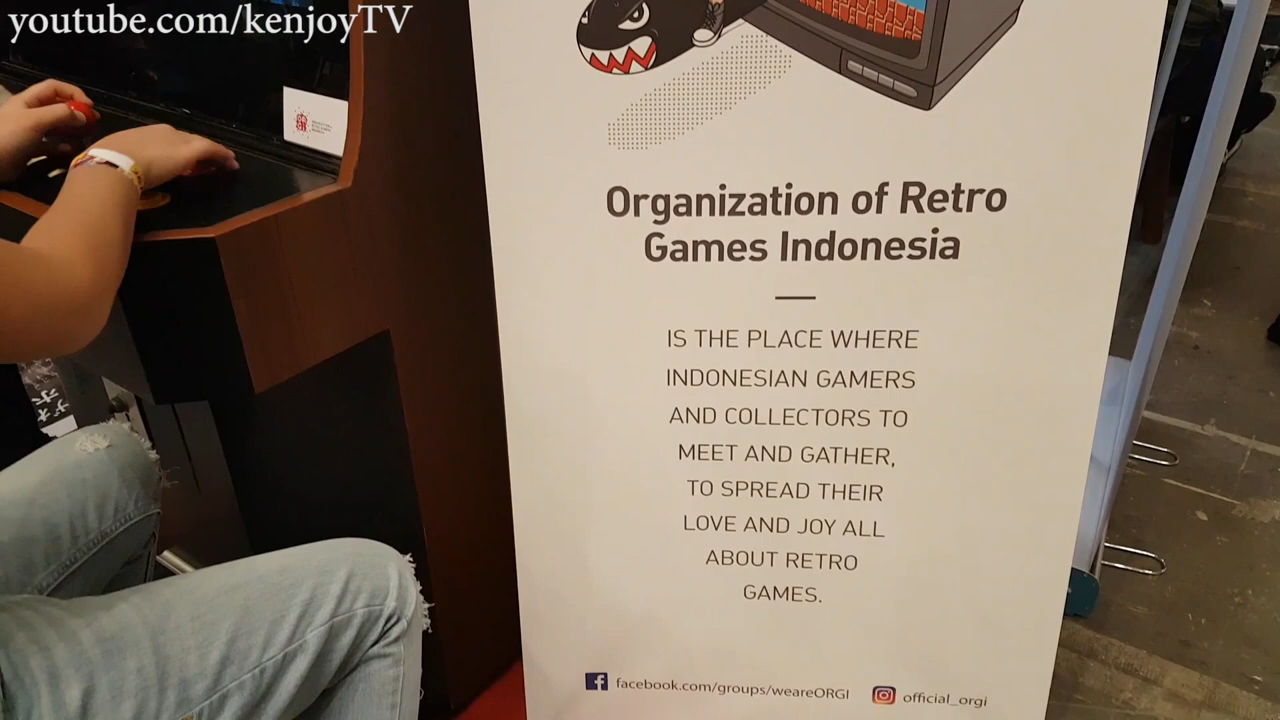 youtube.com/kenjoyTV
Organization of Retro
Games Indonesia
IS THE PLACE WHERE
INDONESIAN GAMERS
AND COLLECTORS TO
MEET AND GATHER,
TO SPREAD THEIR
LOVE AND JOY ALL
ABOUT RETRO
GAMES.
facebook.com/groups/weareORGI
official_orgi